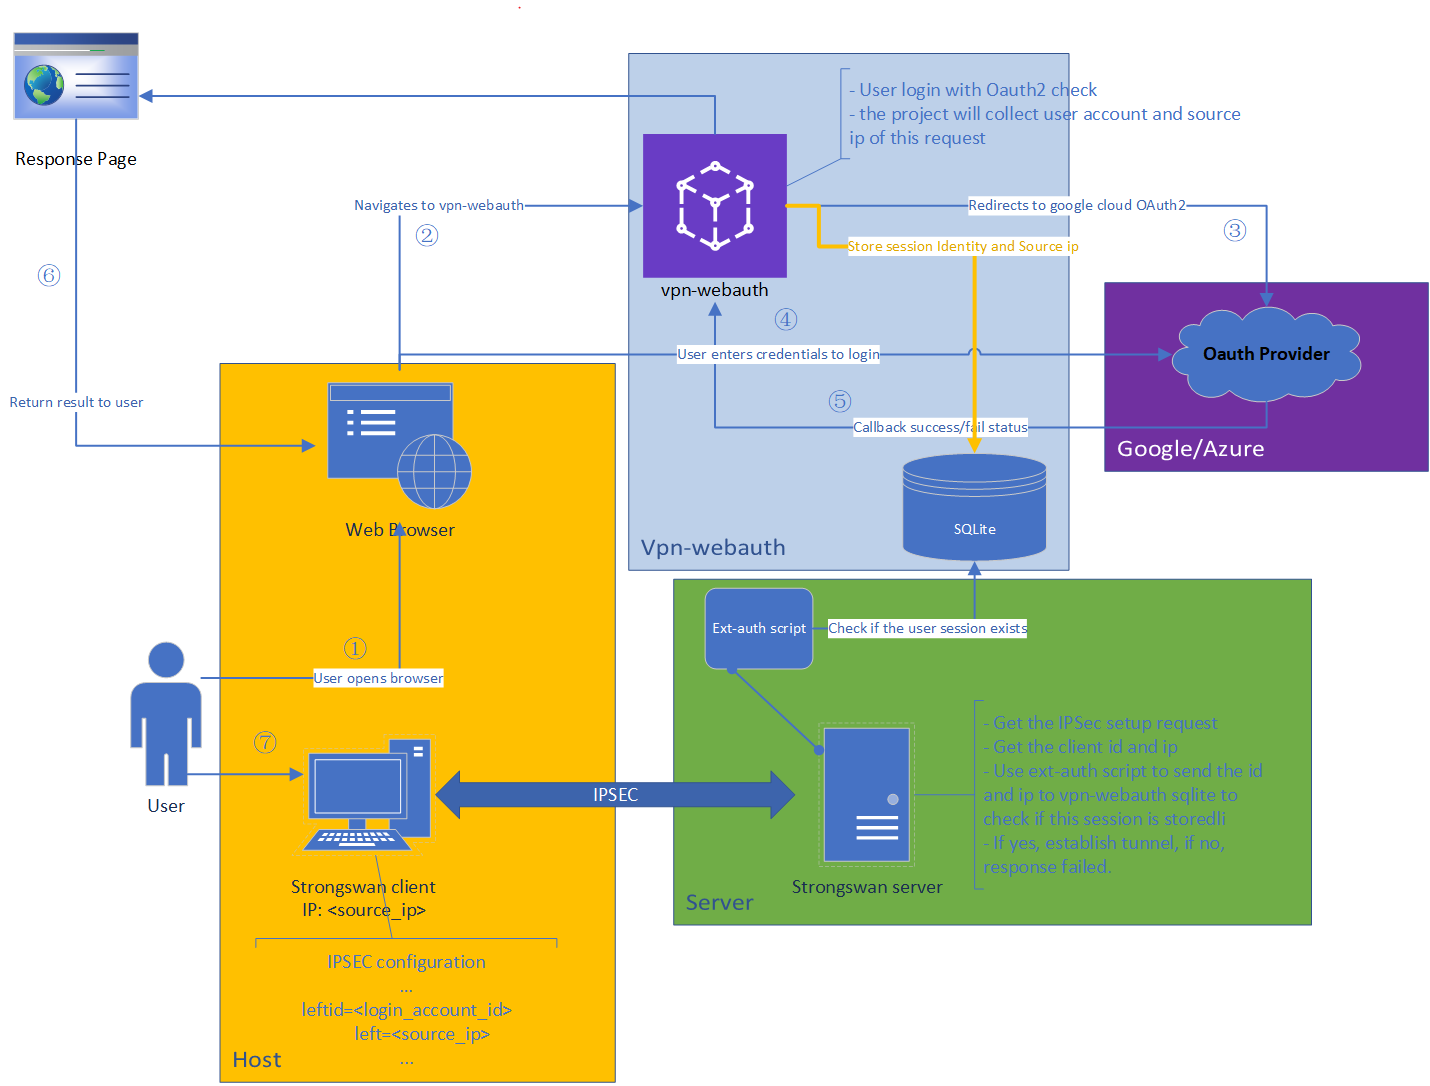 - User login with Oauth2 check
- the project will collect user account and source
ip of this request
Response Page
Navigates to vpn-webauth
②
Redirects to google cloud OAuth2
③
Store session Identity and Source ip
⑥
vpn-webauth
④
User enters credentials to login
Oauth Provider
Return result to user
⑤
Callback success/fail status
Google/Azure
Web Browser
SQLite
Vpn-webauth
Ext-auth script
Check if the user session exists
①
User opens browser
⑦
User
IPSEC
- Get the IPSec setup request
- Get the client id and ip
- Use ext-auth script to send the id
and ip to vpn-webauth sqlite to
check if this session is storedli
- If yes, establish tunnel, if no,
response failed.
Strongswan client
IP: <source_ip>
Strongswan server
Server
IPSEC configuration
...
leftid=<login_account_id>
left=<source_ip>
...
Host